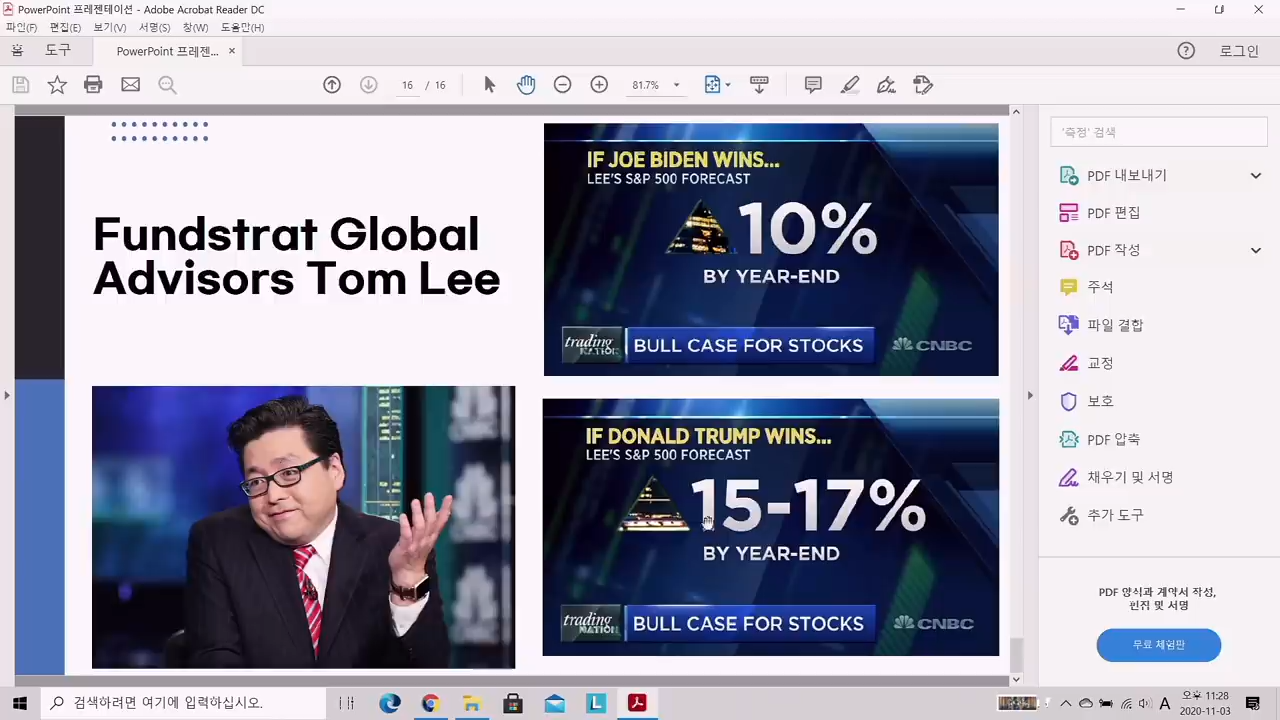 PowerPoint 프레젠테이션 - Adobe Acrobat Reader DC
파일(F) 편집(E) 보기(V) 서명(S) 창(W) 도움말(H)
홈 도구 PowerPoint 프레젠... × 로그인
16 / 16 81.7%
Fundstrat Global
Advisors Tom Lee
IF JOE BIDEN WINS...
LEE'S S&P 500 FORECAST
10%
BY YEAR-END
trading NATION BULL CASE FOR STOCKS CNBC
IF DONALD TRUMP WINS...
LEE'S S&P 500 FORECAST
15-17%
BY YEAR-END
trading NATION BULL CASE FOR STOCKS CNBC
'측정' 검색
PDF 내보내기
PDF 편집
PDF 작성
주석
파일 결합
교정
보호
PDF 압축
채우기 및 서명
추가 도구
PDF 양식과 계약서 작성,
편집 및 서명
무료 체험판
검색하려면 여기에 입력하십시오.
A 오후 11:28
2020-11-03